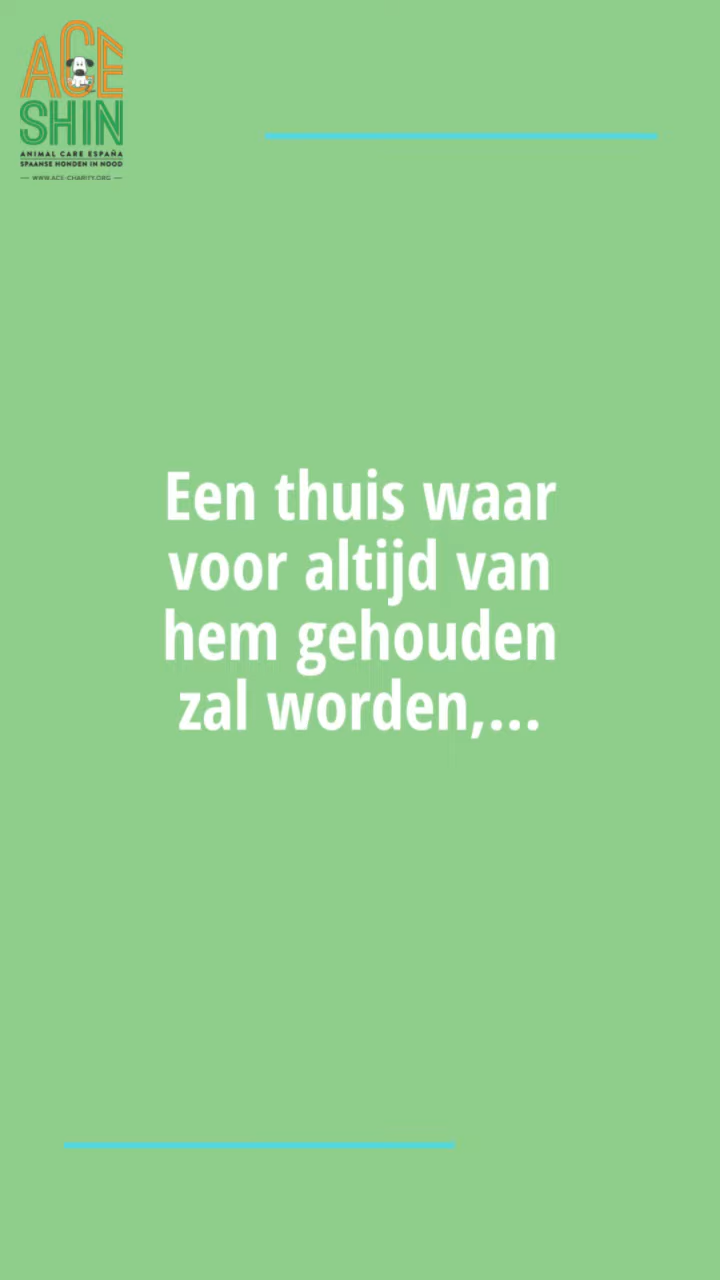 ACE
SHIN
ANIMAL CARE ESPAÑA
SPAANSE HONDEN IN NOOD
WWW.ACE-CHARITY.ORG
Een thuis waar
voor altijd van
hem gehouden
zal worden,...